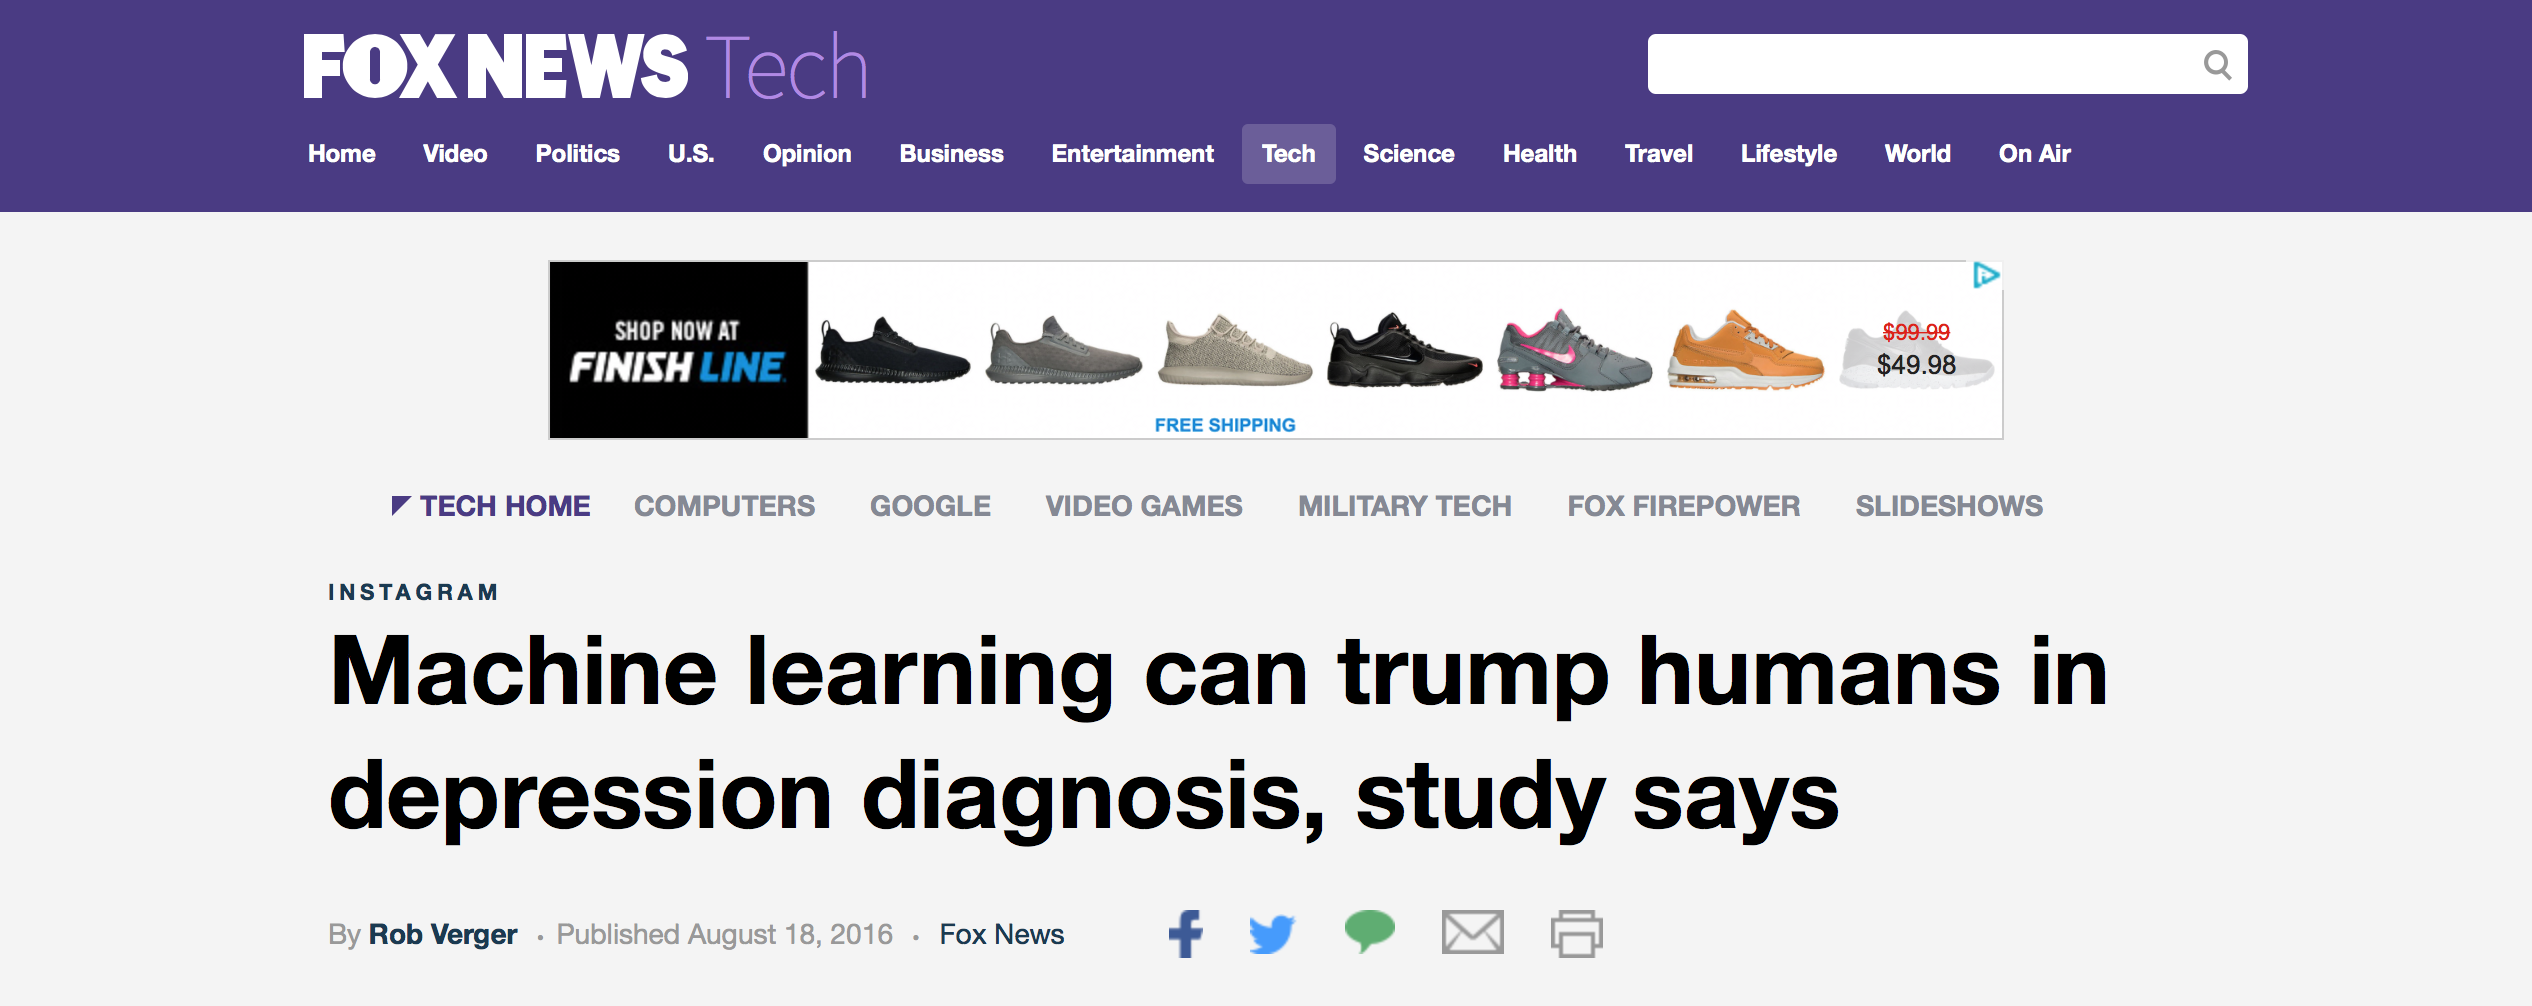 FOX NEWS Tech
Home Video Politics U.S. Opinion Business Entertainment Tech Science Health Travel Lifestyle World On Air
SHOP NOW AT
FINISH LINE
$99.99
$49.98
FREE SHIPPING
TECH HOME COMPUTERS GOOGLE VIDEO GAMES MILITARY TECH FOX FIREPOWER SLIDESHOWS
INSTAGRAM
Machine learning can trump humans in
depression diagnosis, study says
By Rob Verger · Published August 18, 2016 · Fox News